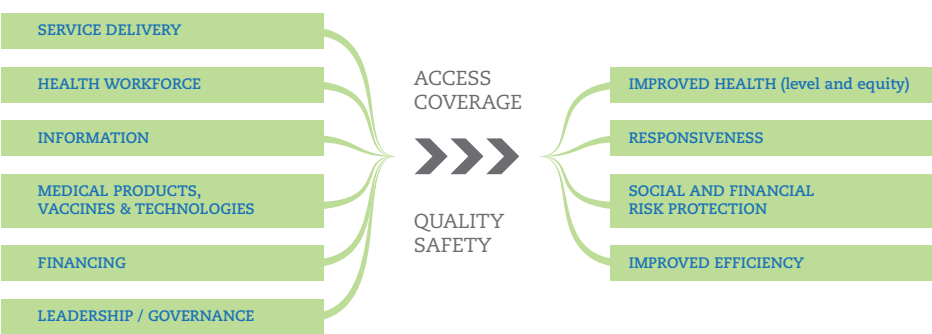 SERVICE DELIVERY
HEALTH WORKFORCE
INFORMATION
MEDICAL PRODUCTS,
VACCINES & TECHNOLOGIES
FINANCING
LEADERSHIP / GOVERNANCE
ACCESS
COVERAGE
QUALITY
SAFETY
IMPROVED HEALTH (level and equity)
RESPONSIVENESS
SOCIAL AND FINANCIAL
RISK PROTECTION
IMPROVED EFFICIENCY